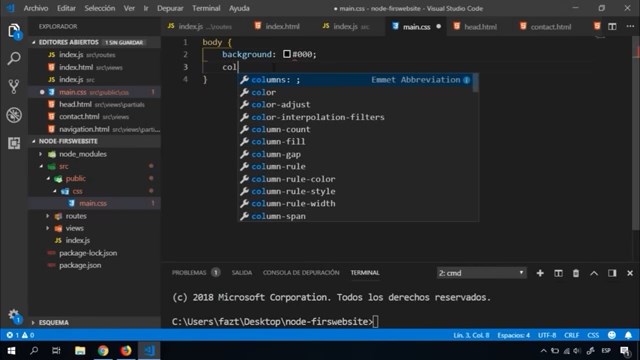 Archivo Editar Selección Ver Ir Depurar Terminal Ayuda
● main.css - node-firswebsite - Visual Studio Code
EXPLORADOR
EDITORES ABIERTOS 1 SIN GUARDAR
index.js src\routes
index.html src\views
index.js src
main.css src\public\css 1
head.html src\views\partials
contact.html src\views
navigation.html src\views\partials
NODE-FIRSWEBSITE
node_modules
src
public
css
main.css 1
routes
views
index.js
package-lock.json
package.json
ESQUEMA
index.js ...\routes
index.html
index.js src
main.css
head.html
contact.html
1 body {
2 background: #000;
3 col
4 }
columns: ; Emmet Abbreviation
color
color-adjust
color-interpolation-filters
column-count
column-fill
column-gap
column-rule
column-rule-color
column-rule-style
column-rule-width
column-span
PROBLEMAS 1 SALIDA CONSOLA DE DEPURACIÓN TERMINAL 2: cmd
(c) 2018 Microsoft Corporation. Todos los derechos reservados.
C:\Users\fazt\Desktop\node-firswebsite>
1 0 Lín. 3, Col. 8 Espacios: 4 UTF-8 CRLF CSS
ESP